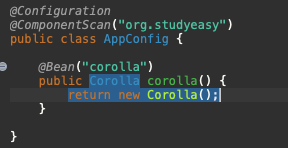 @Configuration
@ComponentScan("org.studyeasy")
public class AppConfig {
@Bean("corolla")
public Corolla corolla() {
return new Corolla();
}
}